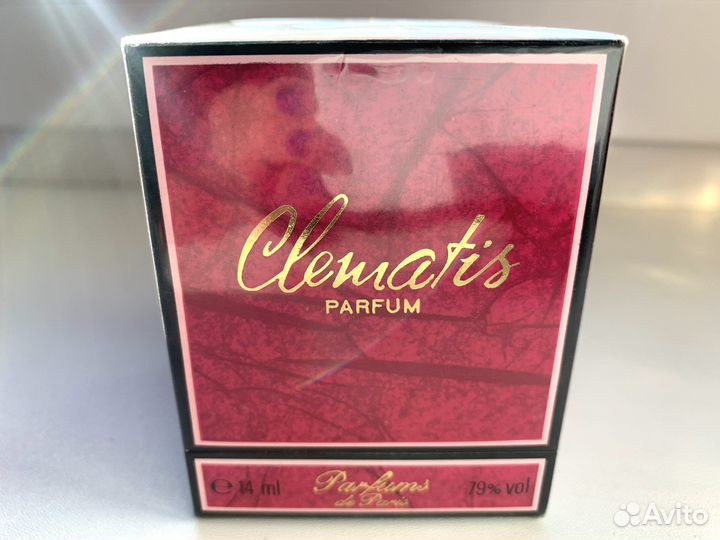 Clematis
PARFUM
℮ 14 ml Parfums de Paris 79% vol
Avito